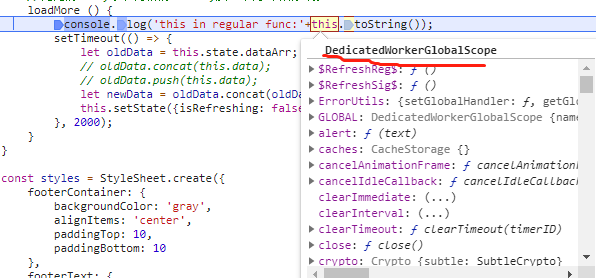 loadMore () {
console.log('this in regular func:'+this.toString());
setTimeout(() => {
let oldData = this.state.dataArr;
// oldData.concat(this.data);
// oldData.push(this.data);
let newData = oldData.concat(old
this.setState({isRefreshing: false
}, 2000);
}
}
const styles = StyleSheet.create({
footerContainer: {
backgroundColor: 'gray',
alignItems: 'center',
paddingTop: 10,
paddingBottom: 10
},
footerText: {
DedicatedWorkerGlobalScope
$RefreshReg$: ƒ ()
$RefreshSig$: ƒ ()
ErrorUtils: {setGlobalHandler: ƒ, getGl
GLOBAL: DedicatedWorkerGlobalScope {nam
alert: ƒ (text)
caches: CacheStorage {}
cancelAnimationFrame: ƒ cancelAnimation
cancelIdleCallback: ƒ cancelIdleCallbac
clearImmediate: (...)
clearInterval: (...)
clearTimeout: ƒ clearTimeout(timerID)
close: ƒ close()
crypto: Crypto {subtle: SubtleCrypto}